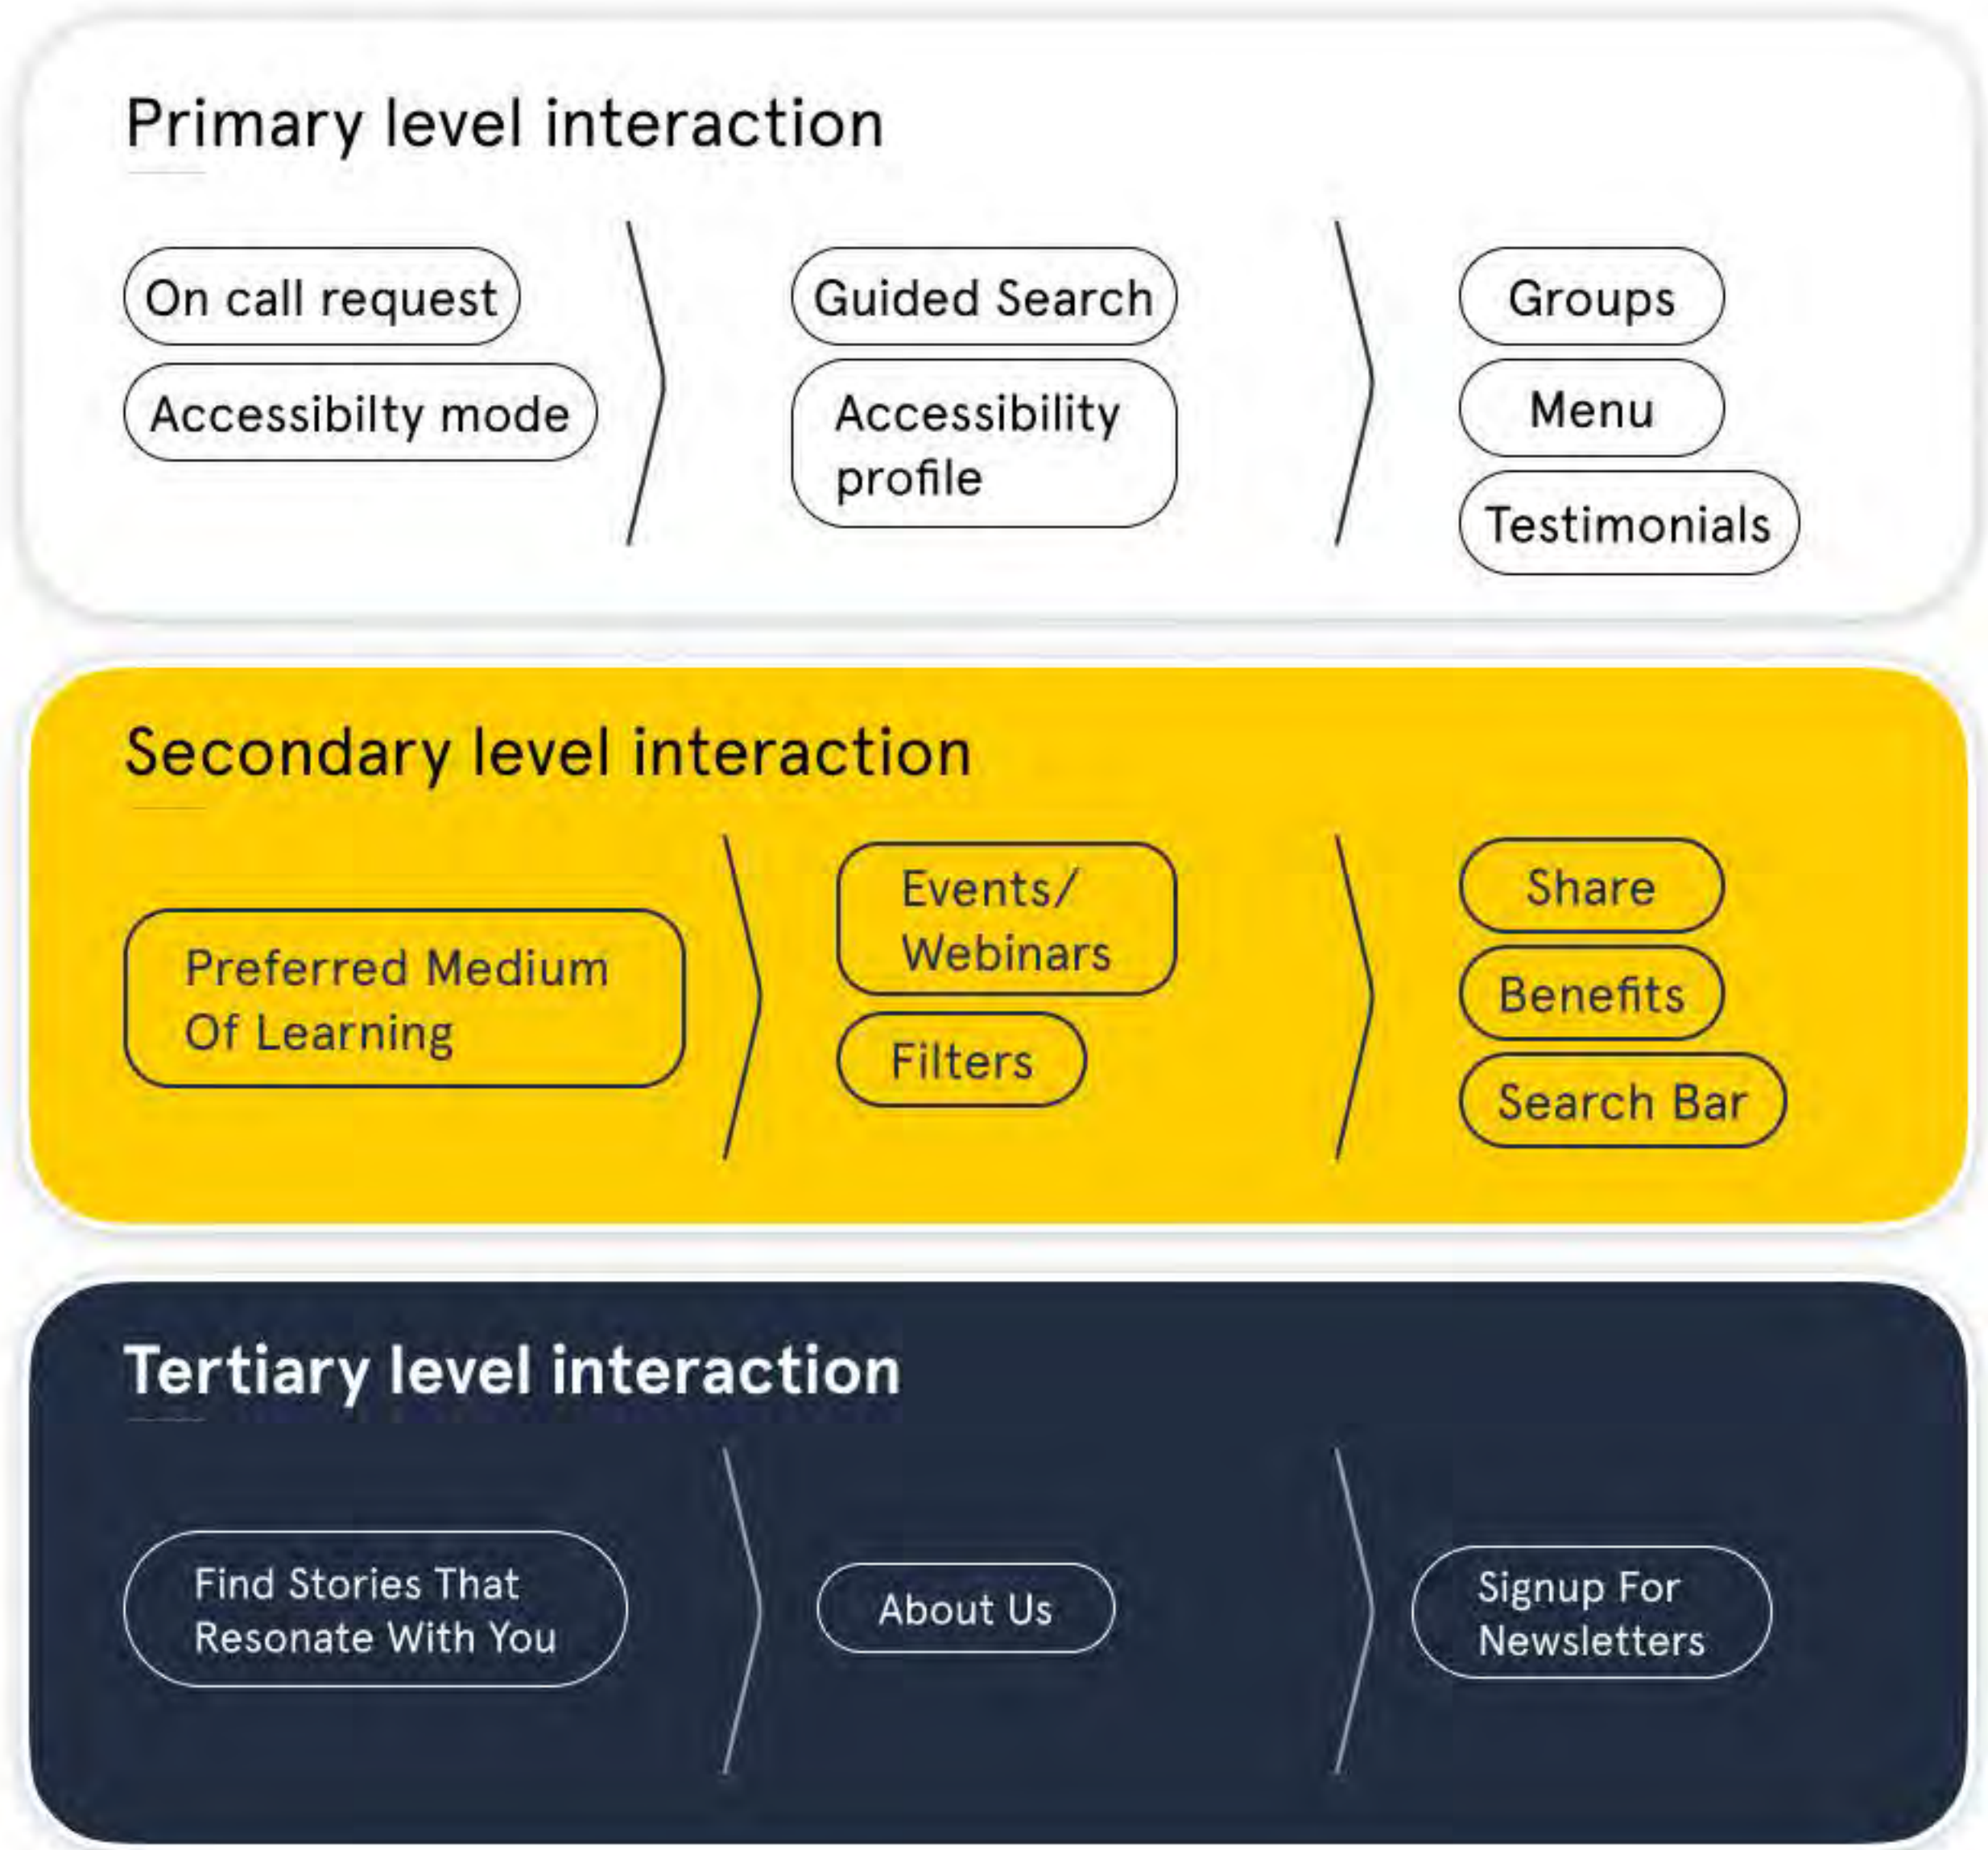 Primary level interaction
On call request
Accessibilty mode
Guided Search
Accessibility
profile
Groups
Menu
Testimonials
Secondary level interaction
Preferred Medium
Of Learning
Events/
Webinars
Filters
Share
Benefits
Search Bar
Tertiary level interaction
Find Stories That
Resonate With You
About Us
Signup For
Newsletters